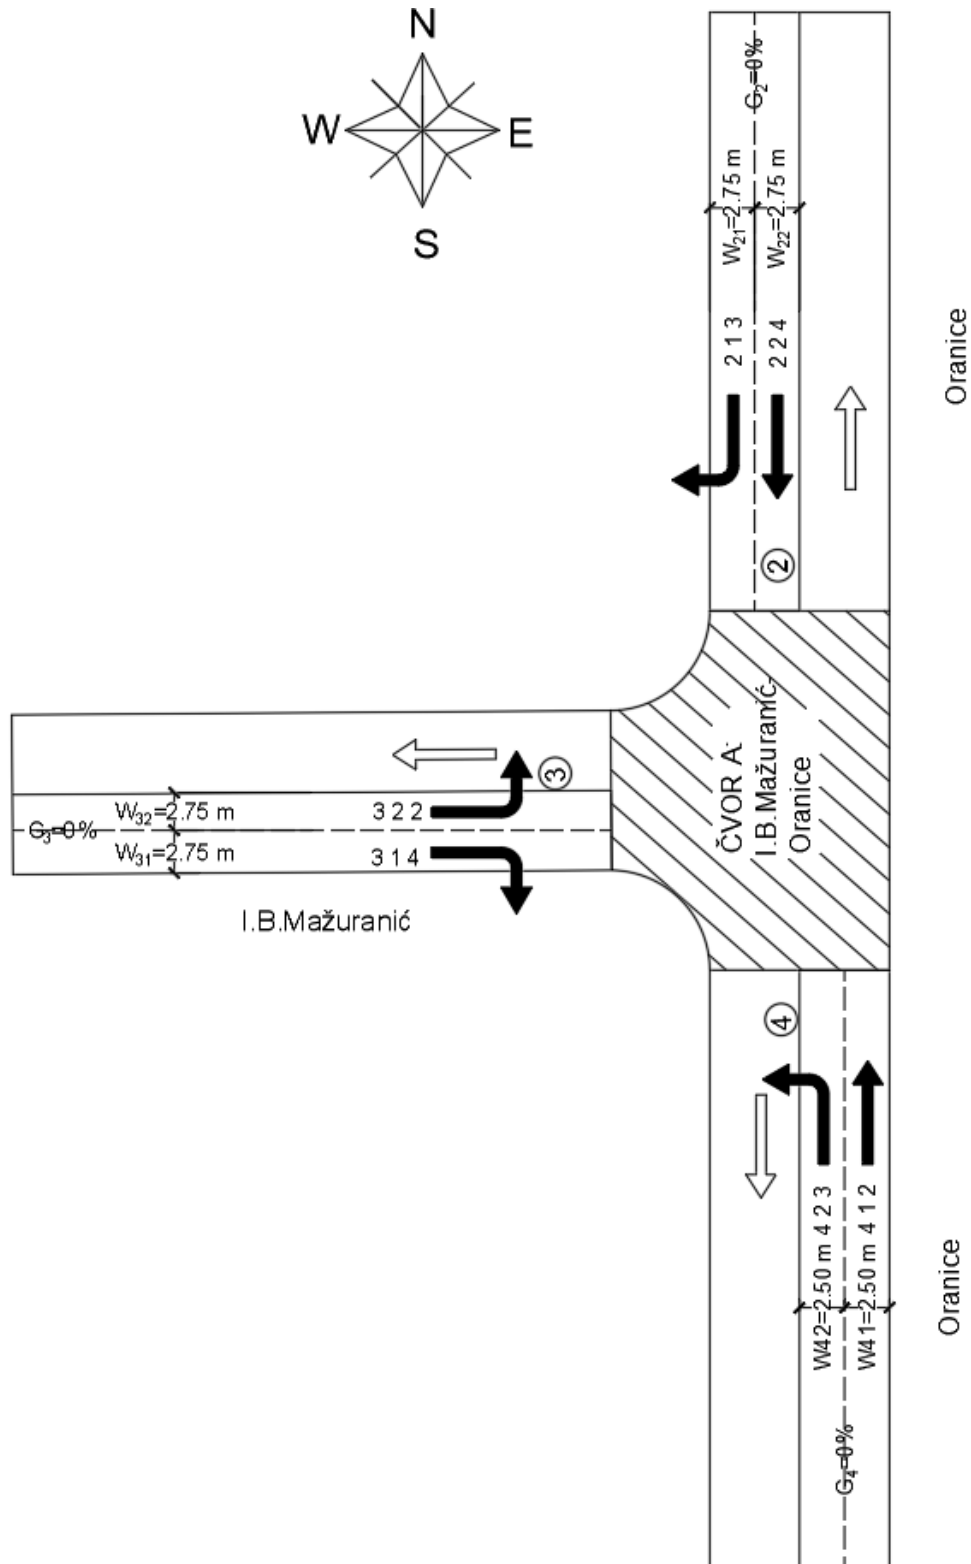 N
W
E
S
G₂=0%
W₂₁=2.75 m
W₂₂=2.75 m
2 1 3
2 2 4
Oranice
2
3
W₃₂=2.75 m
3 2 2
G₃=0%
W₃₁=2.75 m
3 1 4
I.B.Mažuranić
ČVOR A:
I.B.Mažuranić-
Oranice
4
W42=2.50 m 4 2 3
W41=2.50 m 4 1 2
Oranice
G₄=0%